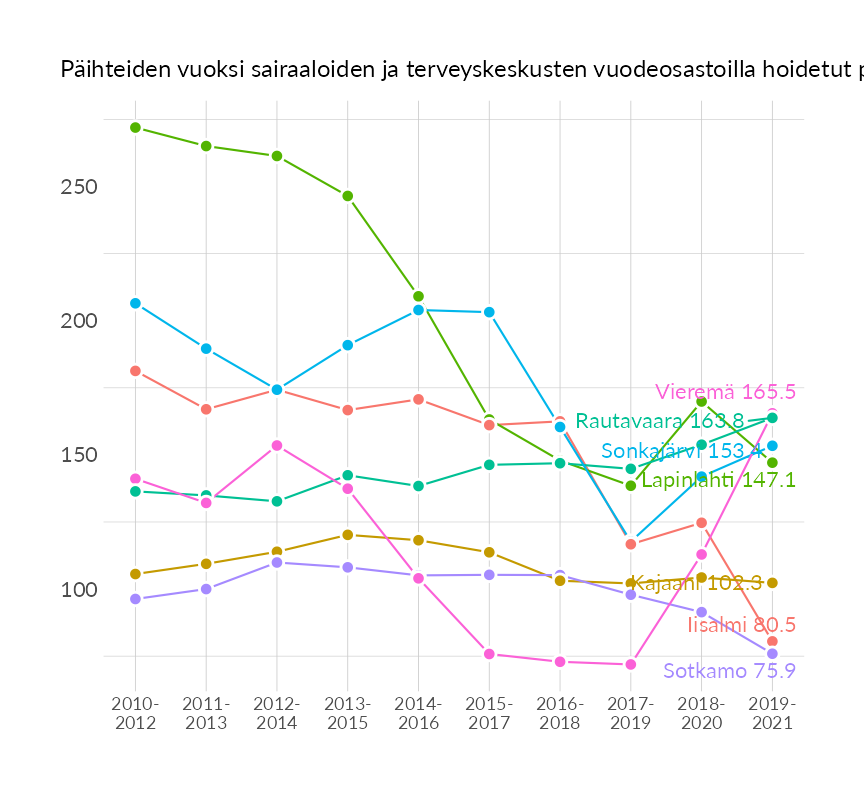 Päihteiden vuoksi sairaaloiden ja terveyskeskusten vuodeosastoilla hoidetut
250
200
150
100
Vieremä 165.5
Rautavaara 163.8
Sonkajärvi 153.4
Lapinlahti 147.1
Kajaani 102.3
Iisalmi 80.5
Sotkamo 75.9
2010- 2011- 2012- 2013- 2014- 2015- 2016- 2017- 2018- 2019-
2012 2013 2014 2015 2016 2017 2018 2019 2020 2021